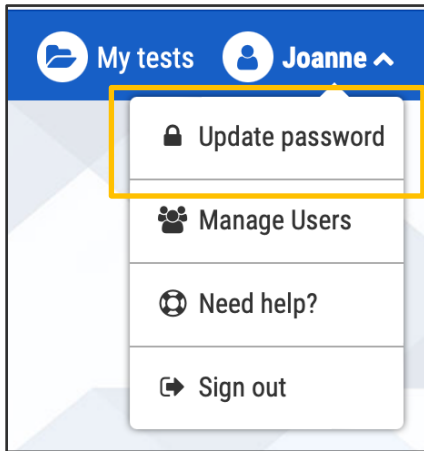 My tests Joanne
Update password
Manage Users
Need help?
Sign out